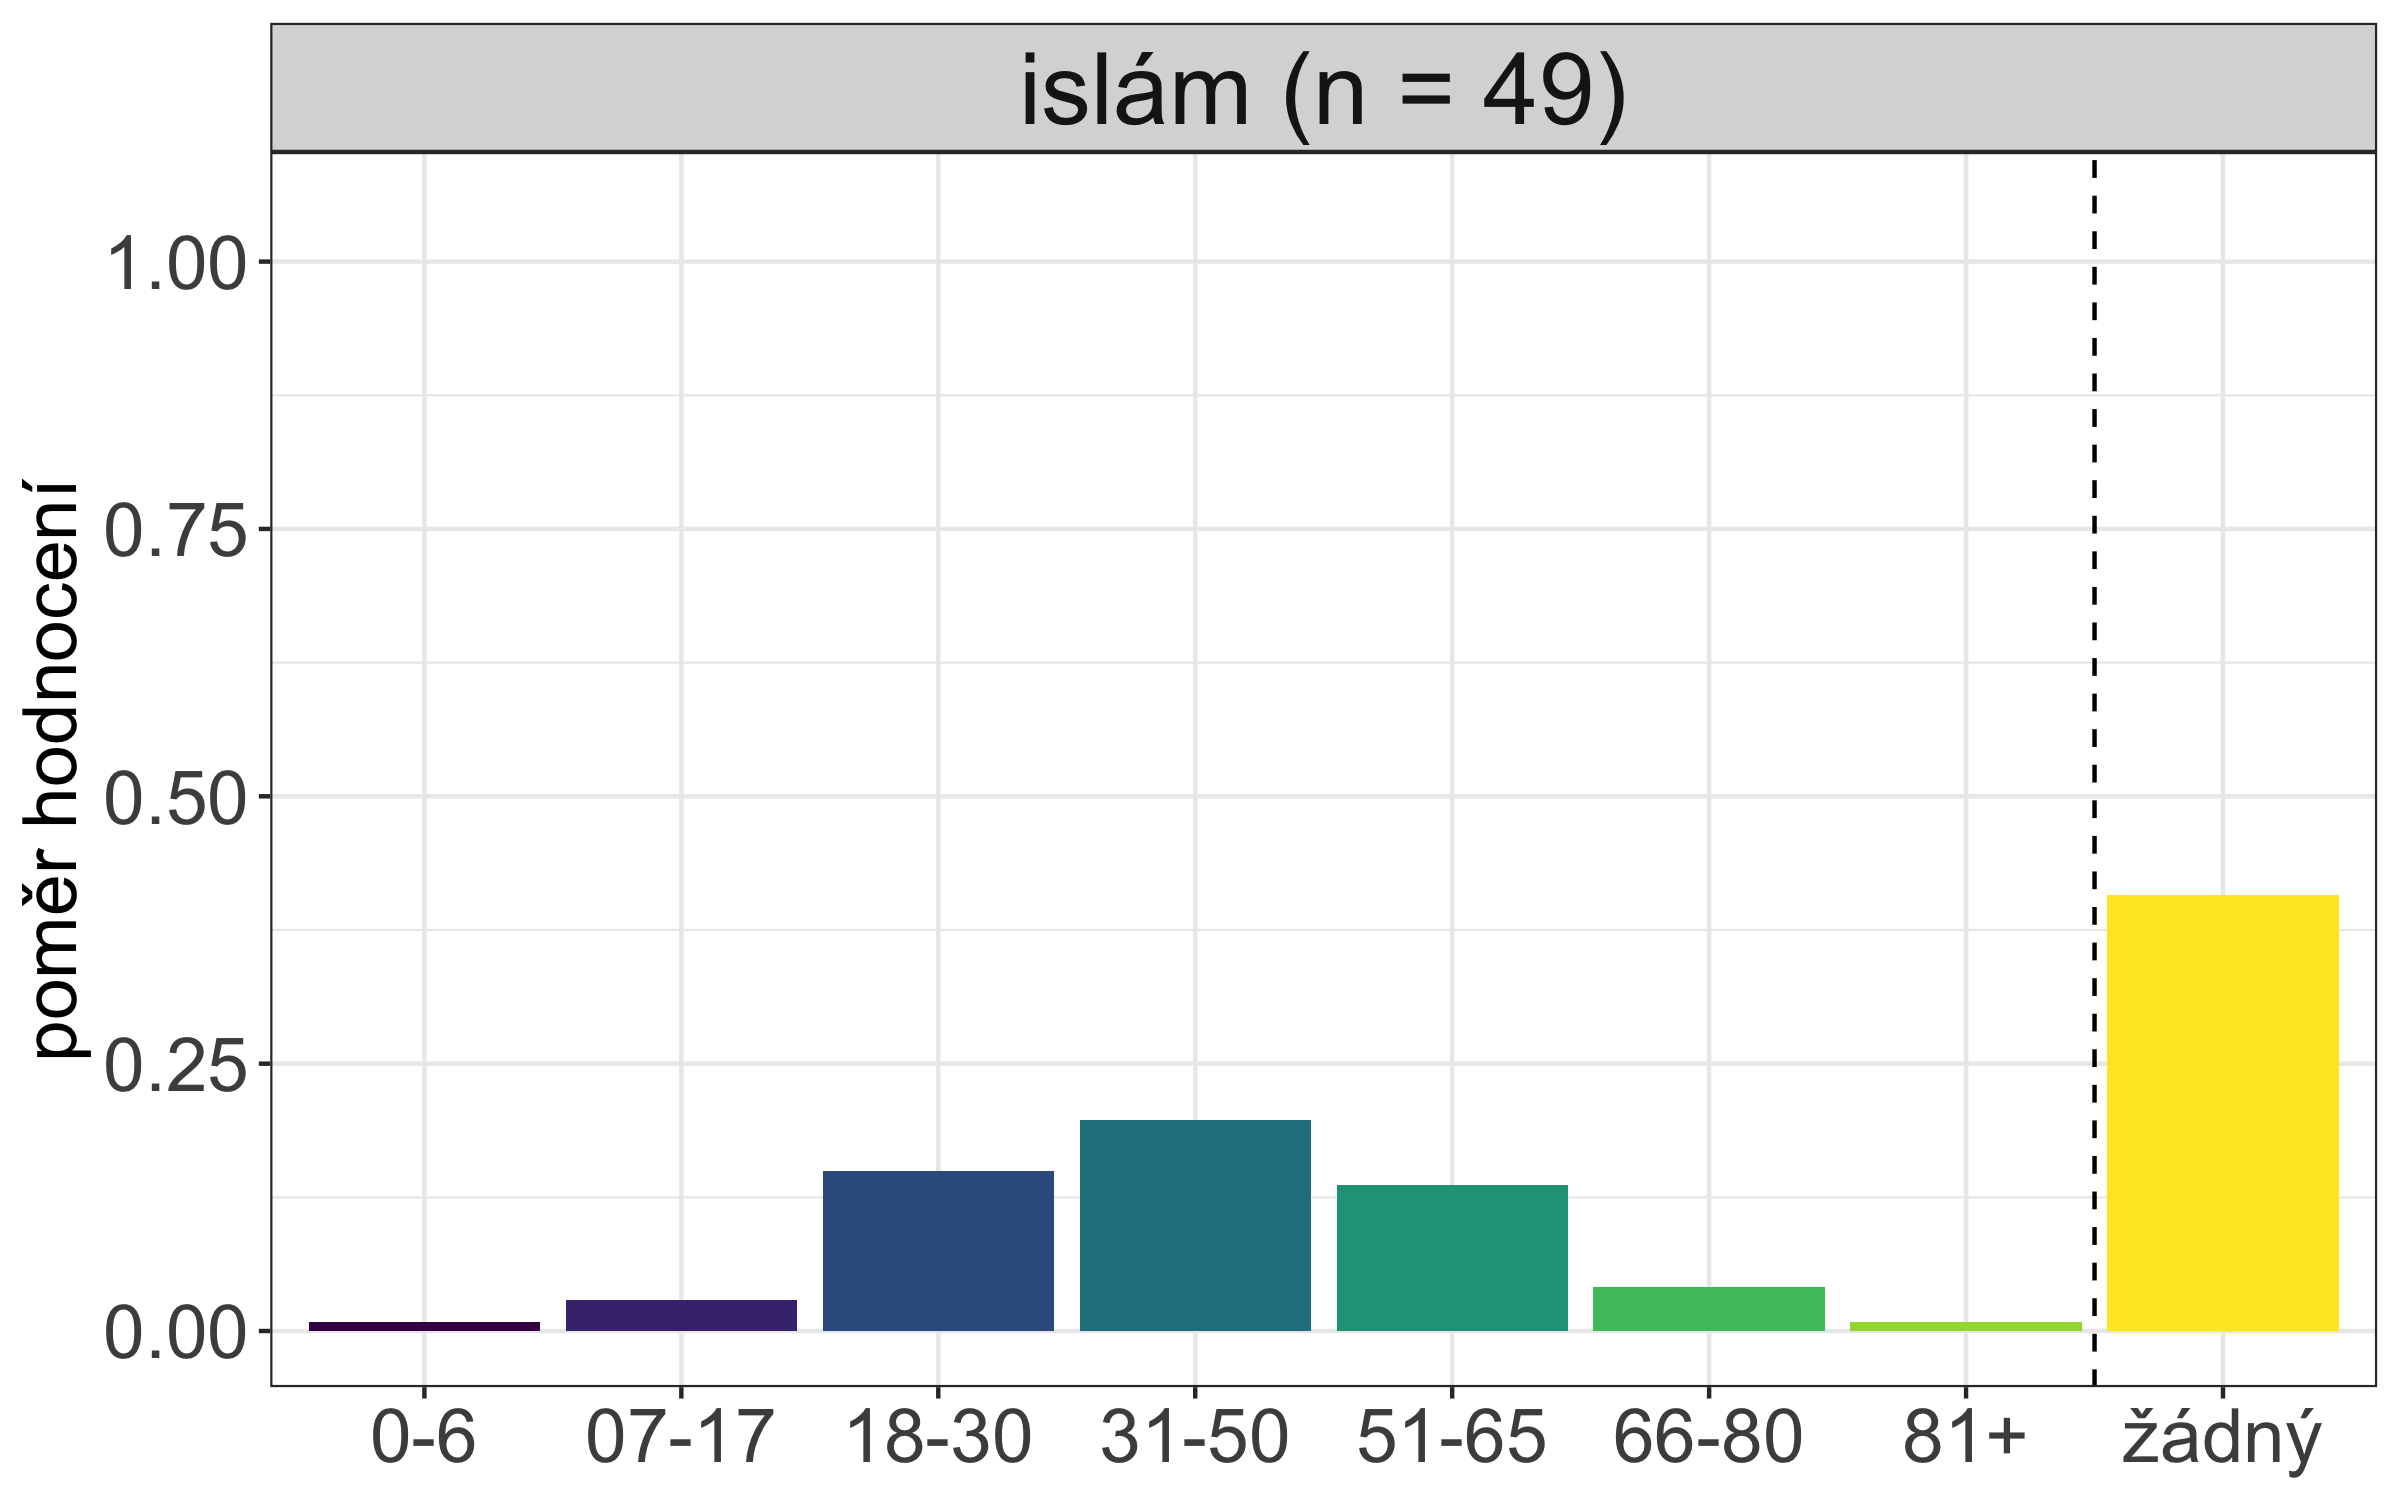 islám (n = 49)
poměr hodnocení
1.00
0.75
0.50
0.25
0.00
0-6 07-17 18-30 31-50 51-65 66-80 81+ žádný